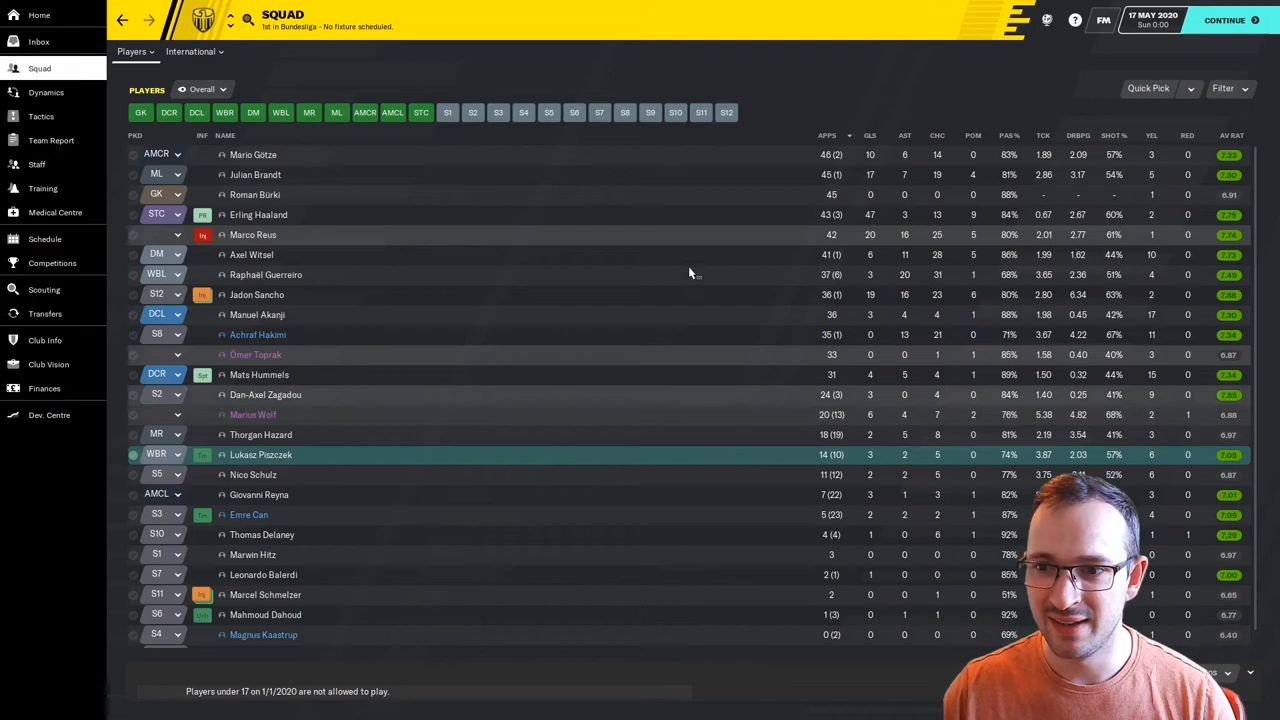 Home
Inbox
Squad
Dynamics
Tactics
Team Report
Staff
Training
Medical Centre
Schedule
Competitions
Scouting
Transfers
Club Info
Club Vision
Finances
Dev. Centre
SQUAD
1st in Bundesliga - No fixture scheduled.
FM
17 MAY 2020
Sun 0:00
CONTINUE
Players International
PLAYERS Overall Quick Pick Filter
GK DCR DCL WBR DM WBL MR ML AMCR AMCL STC S1 S2 S3 S4 S5 S6 S7 S8 S9 S10 S11 S12
PKD INF NAME APPS GLS AST CHC POM PAS % TCK DRBPG SHOT % YEL RED AV RAT
AMCR Mario Götze 46 (2) 10 6 14 0 83% 1.89 2.09 57% 3 0 7.23
ML Julian Brandt 45 (1) 17 7 19 4 81% 2.86 3.17 54% 5 0 7.30
GK Roman Bürki 45 0 0 0 0 88% - - - 1 0 6.91
STC PR Erling Haaland 43 (3) 47 3 13 9 84% 0.67 2.67 60% 2 0 7.75
Inj Marco Reus 42 20 16 25 5 80% 2.01 2.77 61% 1 0 7.74
DM Axel Witsel 41 (1) 6 11 28 5 86% 1.99 1.62 44% 10 0 7.73
WBL Raphaël Guerreiro 37 (6) 3 20 31 1 68% 3.65 2.36 51% 4 0 7.49
S12 Inj Jadon Sancho 36 (1) 19 16 23 6 80% 2.80 6.34 63% 2 0 7.88
DCL Manuel Akanji 36 3 4 4 1 88% 1.98 0.45 42% 17 0 7.30
S8 Achraf Hakimi 35 (1) 0 13 21 0 71% 3.67 4.22 67% 11 0 7.34
Ömer Toprak 33 0 0 1 1 85% 1.58 0.40 40% 3 0 6.87
DCR Spt Mats Hummels 31 4 5 4 1 89% 1.50 0.32 44% 15 0 7.34
S2 Dan-Axel Zagadou 24 (3) 3 0 4 0 84% 1.40 0.25 41% 9 0 7.55
Marius Wolf 20 (13) 6 4 7 2 76% 5.38 4.82 68% 2 1 6.88
MR Thorgan Hazard 18 (19) 2 5 8 0 81% 2.19 3.54 41% 3 0 6.97
WBR Trn Lukasz Piszczek 14 (10) 3 2 5 0 74% 3.87 2.03 57% 6 0 7.05
S5 Nico Schulz 11 (12) 2 2 5 0 77% 3.75 52% 6 0 6.87
AMCL Giovanni Reyna 7 (22) 3 1 3 1 82% 3 0 7.01
S3 Trn Emre Can 5 (23) 2 2 2 1 87% 4 0 7.09
S10 Thomas Delaney 4 (4) 1 0 6 1 92% 1 1 7.29
S1 Marwin Hitz 3 0 0 0 0 78% 0 0 6.97
S7 Leonardo Balerdi 2 (1) 1 0 0 0 85% 0 7.00
S11 Inj Marcel Schmelzer 2 0 0 1 0 51% 1 0 6.65
S6 Unh Mahmoud Dahoud 1 (3) 0 1 1 0 92% 0 0 6.77
S4 Magnus Kaastrup 0 (2) 0 0 0 0 69% 1 0 6.40
Players under 17 on 1/1/2020 are not allowed to play.